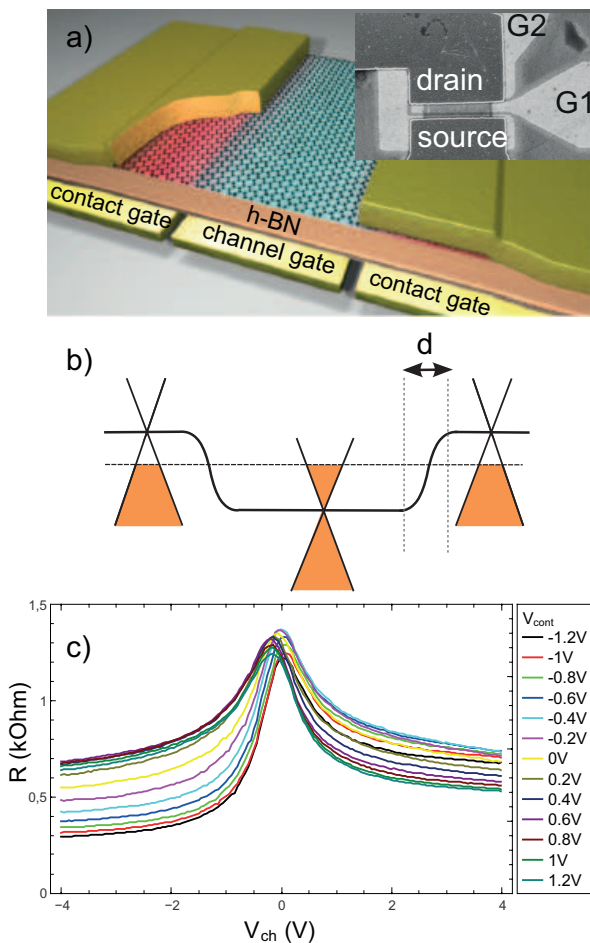 a)
G2
drain
G1
source
h-BN
contact gate
channel gate
contact gate
b)
d
c)
1,5
1
0.5
0
R (kOhm)
−4
−2
0
2
4
V_ch (V)
V_cont
-1.2V
-1V
-0.8V
-0.6V
-0.4V
-0.2V
0V
0.2V
0.4V
0.6V
0.8V
1V
1.2V